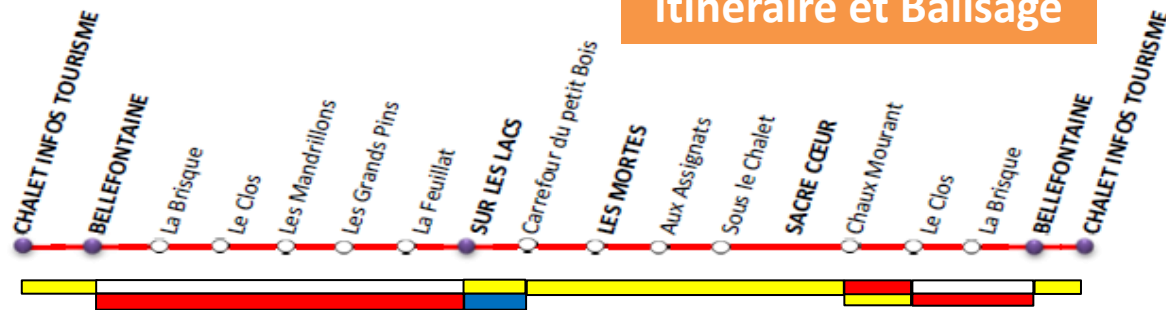 Itinéraire et Balisage
CHALET INFOS TOURISME
BELLEFONTAINE
La Brisque
Le Clos
Les Mandrillons
Les Grands Pins
La Feuillat
SUR LES LACS
Carrefour du petit Bois
LES MORTES
Aux Assignats
Sous le Chalet
SACRE CŒUR
Chaux Mourant
Le Clos
La Brisque
BELLEFONTAINE
CHALET INFOS TOURISME